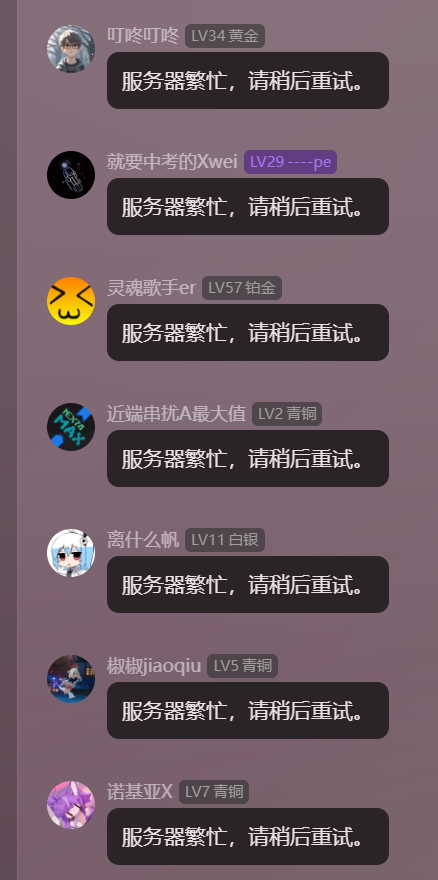 叮咚叮咚 LV34 黄金
服务器繁忙，请稍后重试。
就要中考的Xwei LV29 ----pe
服务器繁忙，请稍后重试。
灵魂歌手er LV57 铂金
服务器繁忙，请稍后重试。
近端串扰A最大值 LV2 青铜
服务器繁忙，请稍后重试。
离什么帆 LV11 白银
服务器繁忙，请稍后重试。
椒椒jiaoqiu LV5 青铜
服务器繁忙，请稍后重试。
诺基亚X LV7 青铜
服务器繁忙，请稍后重试。